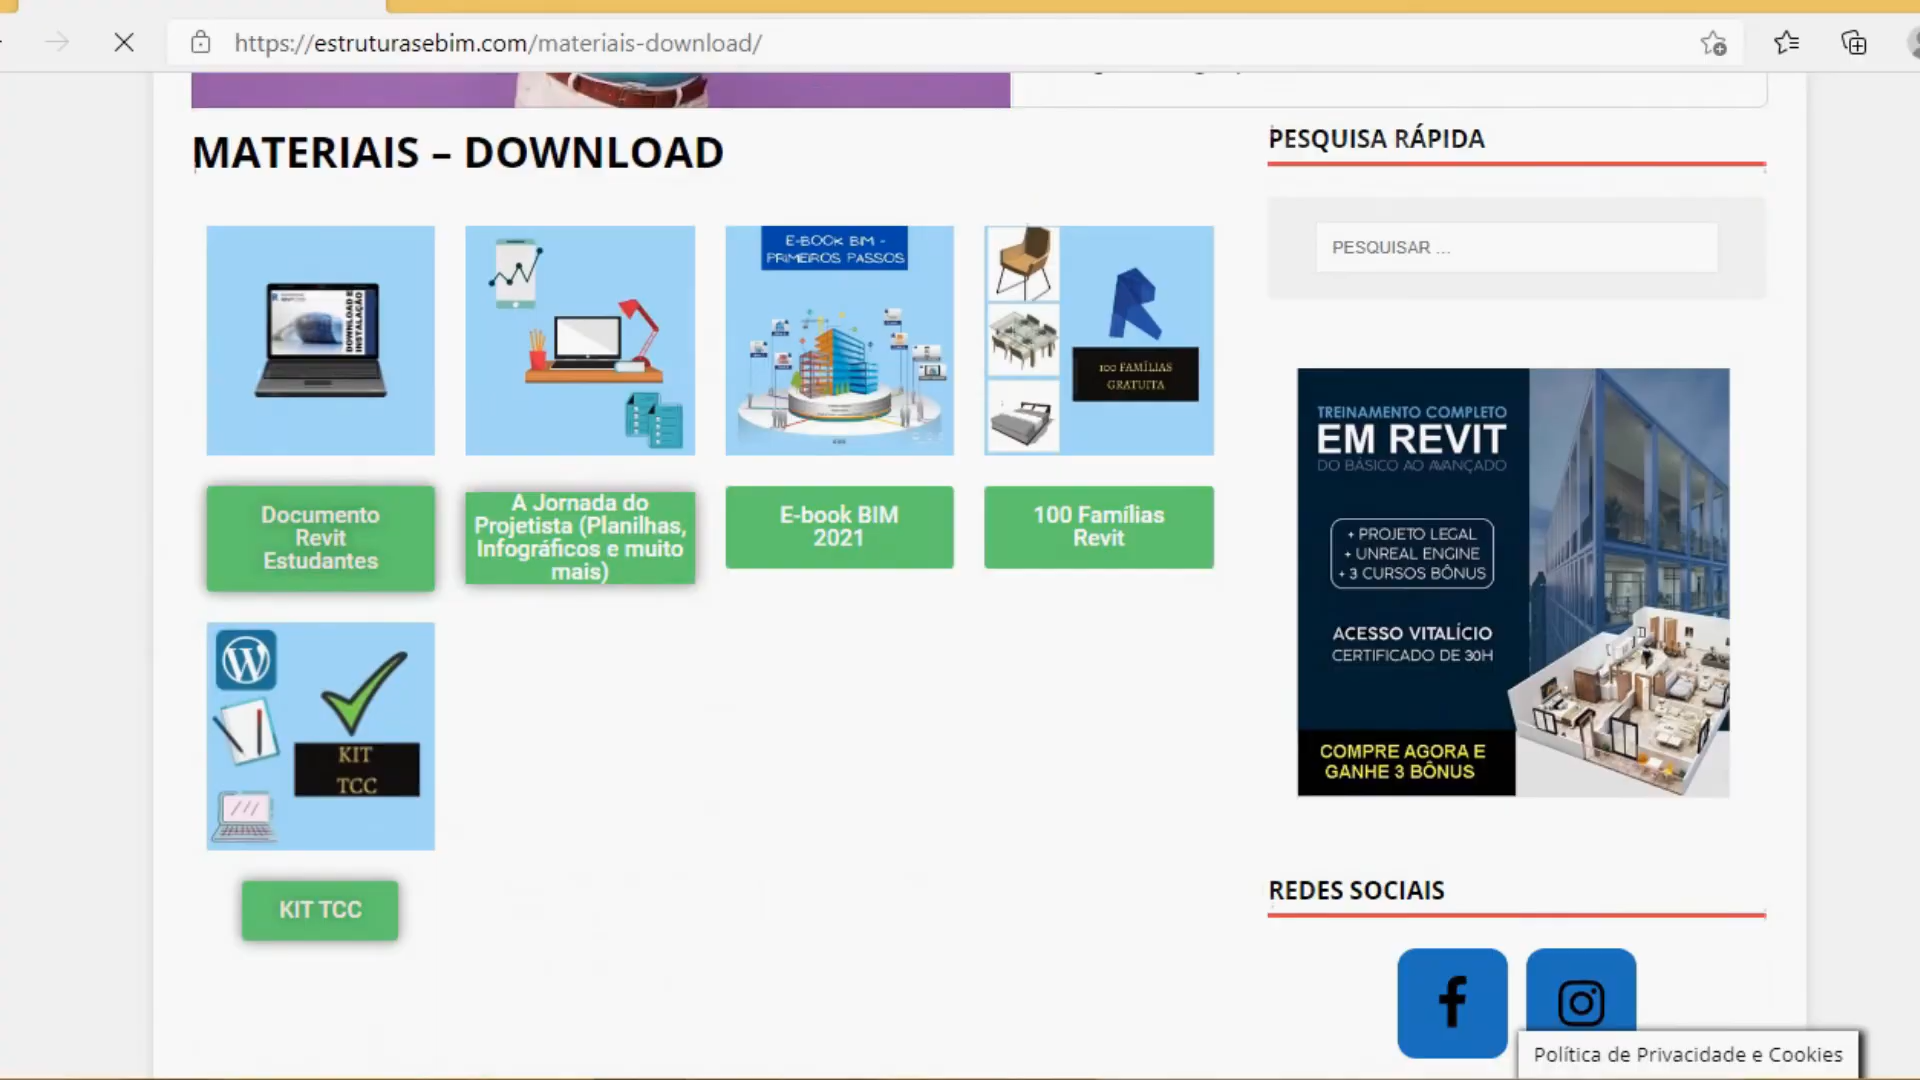 https://estruturasebim.com/materiais-download/
MATERIAIS – DOWNLOAD
PESQUISA RÁPIDA
PESQUISAR ...
DOWNLOAD E
INSTALAÇÃO
E-BOOK BIM -
PRIMEIROS PASSOS
100 FAMÍLIAS
GRATUITA
Documento
Revit
Estudantes
A Jornada do
Projetista (Planilhas,
Infográficos e muito
mais)
E-book BIM
2021
100 Famílias
Revit
KIT
TCC
KIT TCC
TREINAMENTO COMPLETO
EM REVIT
DO BÁSICO AO AVANÇADO
+ PROJETO LEGAL
+ UNREAL ENGINE
+ 3 CURSOS BÔNUS
ACESSO VITALÍCIO
CERTIFICADO DE 30H
COMPRE AGORA E
GANHE 3 BÔNUS
REDES SOCIAIS
Política de Privacidade e Cookies